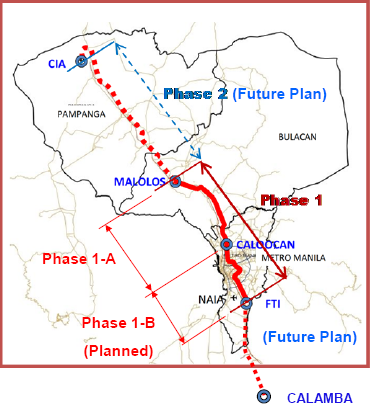 CIA
Phase 2 (Future Plan)
PAMPANGA
BULACAN
MALOLOS
Phase 1
CALOOCAN
Phase 1-A
METRO MANILA
NAIA
FTI
Phase 1-B
(Planned)
(Future Plan)
CALAMBA